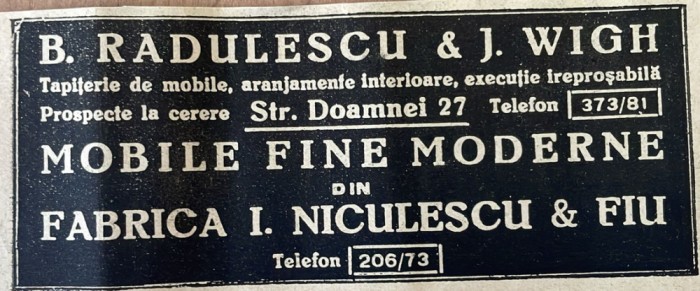 B. RADULESCU & J. WIGH
Tapițerie de mobile, aranjamente interioare, execuție ireproșabilă
Prospecte la cerere Str. Doamnei 27 Telefon 373/81
MOBILE FINE MODERNE
DIN
FABRICA I. NICULESCU & FIU
Telefon 206/73